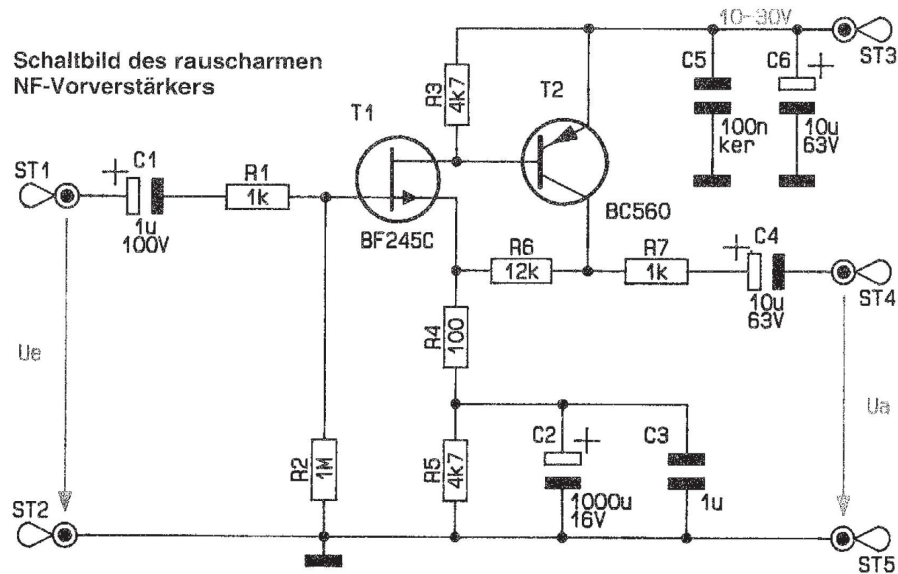 Schaltbild des rauscharmen
NF-Vorverstärkers
10-30V
ST3
C5
100n
ker
C6
+
10u
63V
R3
4k7
T1
T2
BF245C
BC560
ST1
+
C1
1u
100V
R1
1k
R6
12k
R7
1k
+
C4
10u
63V
ST4
Ue
R4
100
Ua
R2
1M
R5
4k7
C2
+
1000u
16V
C3
1u
ST2
ST5